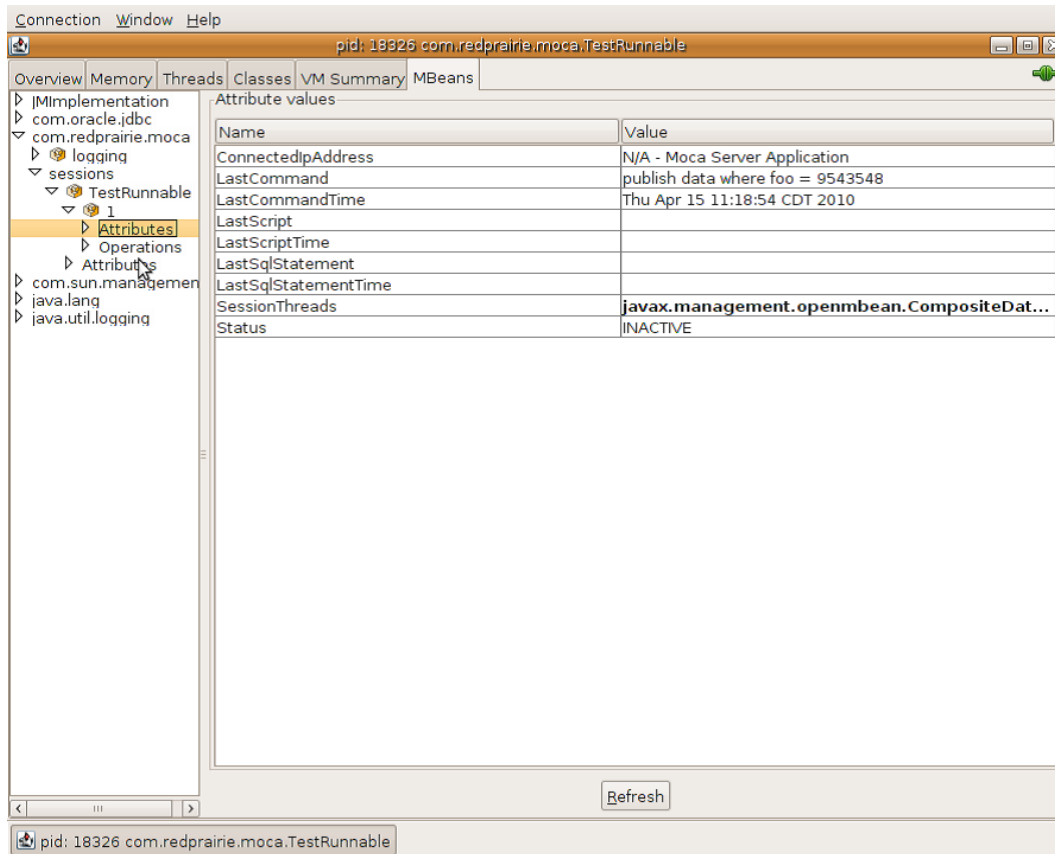 Connection Window Help
pid: 18326 com.redprairie.moca.TestRunnable
Overview Memory Threads Classes VM Summary MBeans
JMImplementation
com.oracle.jdbc
com.redprairie.moca
logging
sessions
TestRunnable
1
Attributes
Operations
Attributes
com.sun.managemen
java.lang
java.util.logging
Attribute values
Name Value
ConnectedIpAddress N/A - Moca Server Application
LastCommand publish data where foo = 9543548
LastCommandTime Thu Apr 15 11:18:54 CDT 2010
LastScript
LastScriptTime
LastSqlStatement
LastSqlStatementTime
SessionThreads javax.management.openmbean.CompositeDat...
Status INACTIVE
Refresh
pid: 18326 com.redprairie.moca.TestRunnable